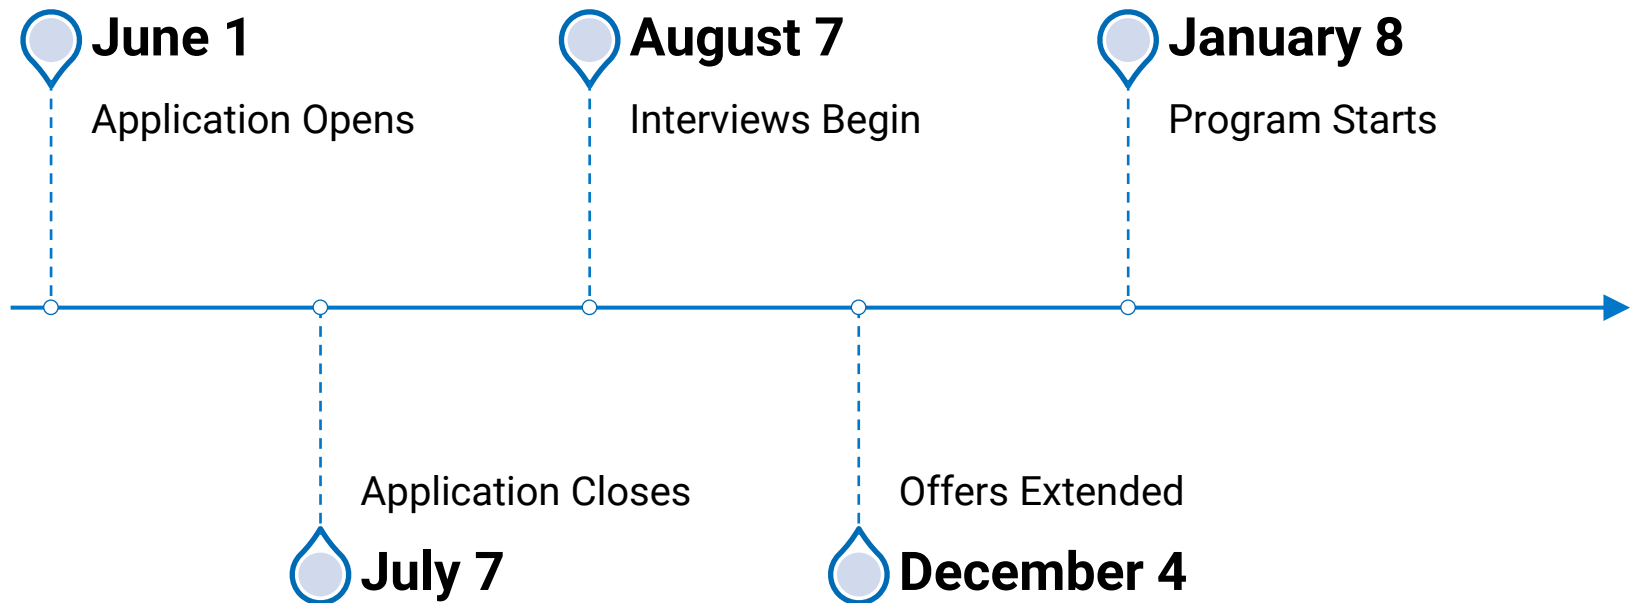 June 1
Application Opens
August 7
Interviews Begin
January 8
Program Starts
Application Closes
July 7
Offers Extended
December 4